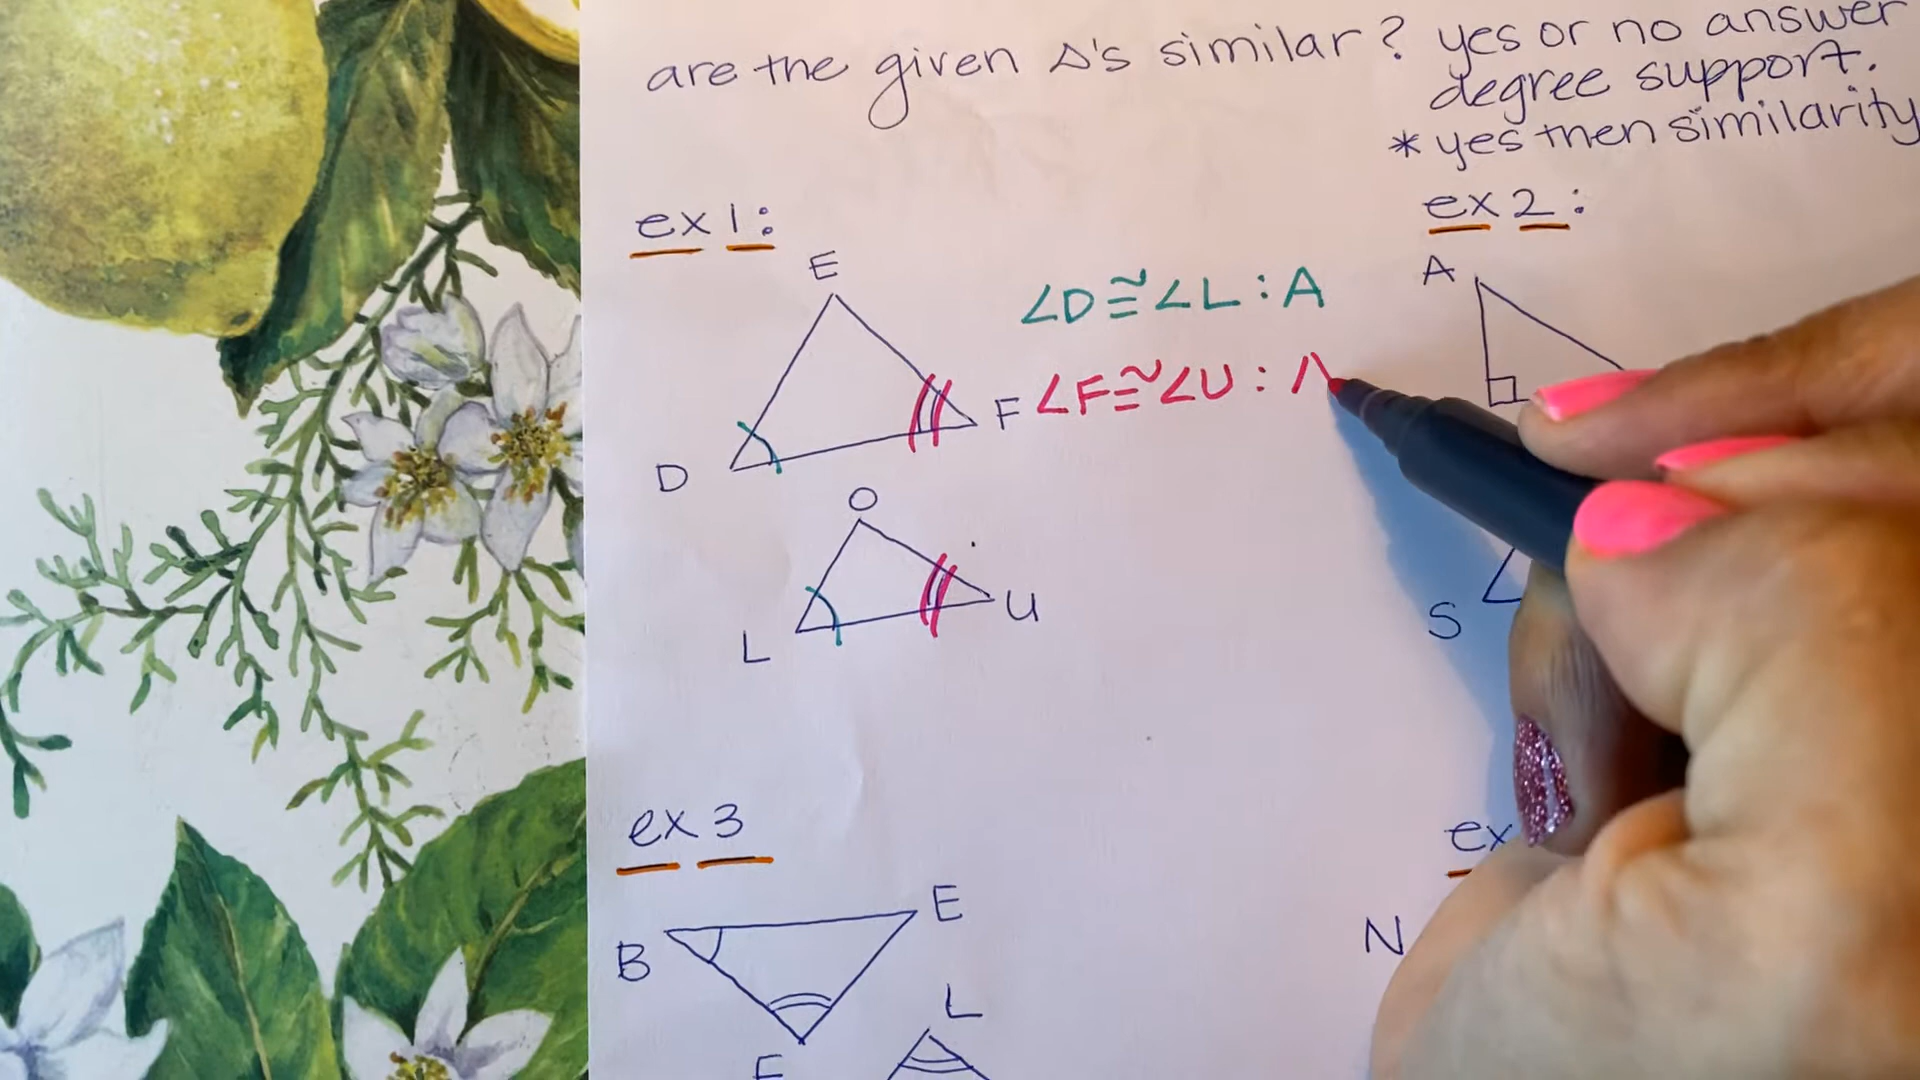 are the given Δ's similar? yes or no answer
degree support.
* yes then similarity
ex 1:
E
∠D ≅ ∠L : A
F
∠F ≅ ∠U :
D
O
L
U
ex 2:
A
S
ex 3
B
E
L
ex
N